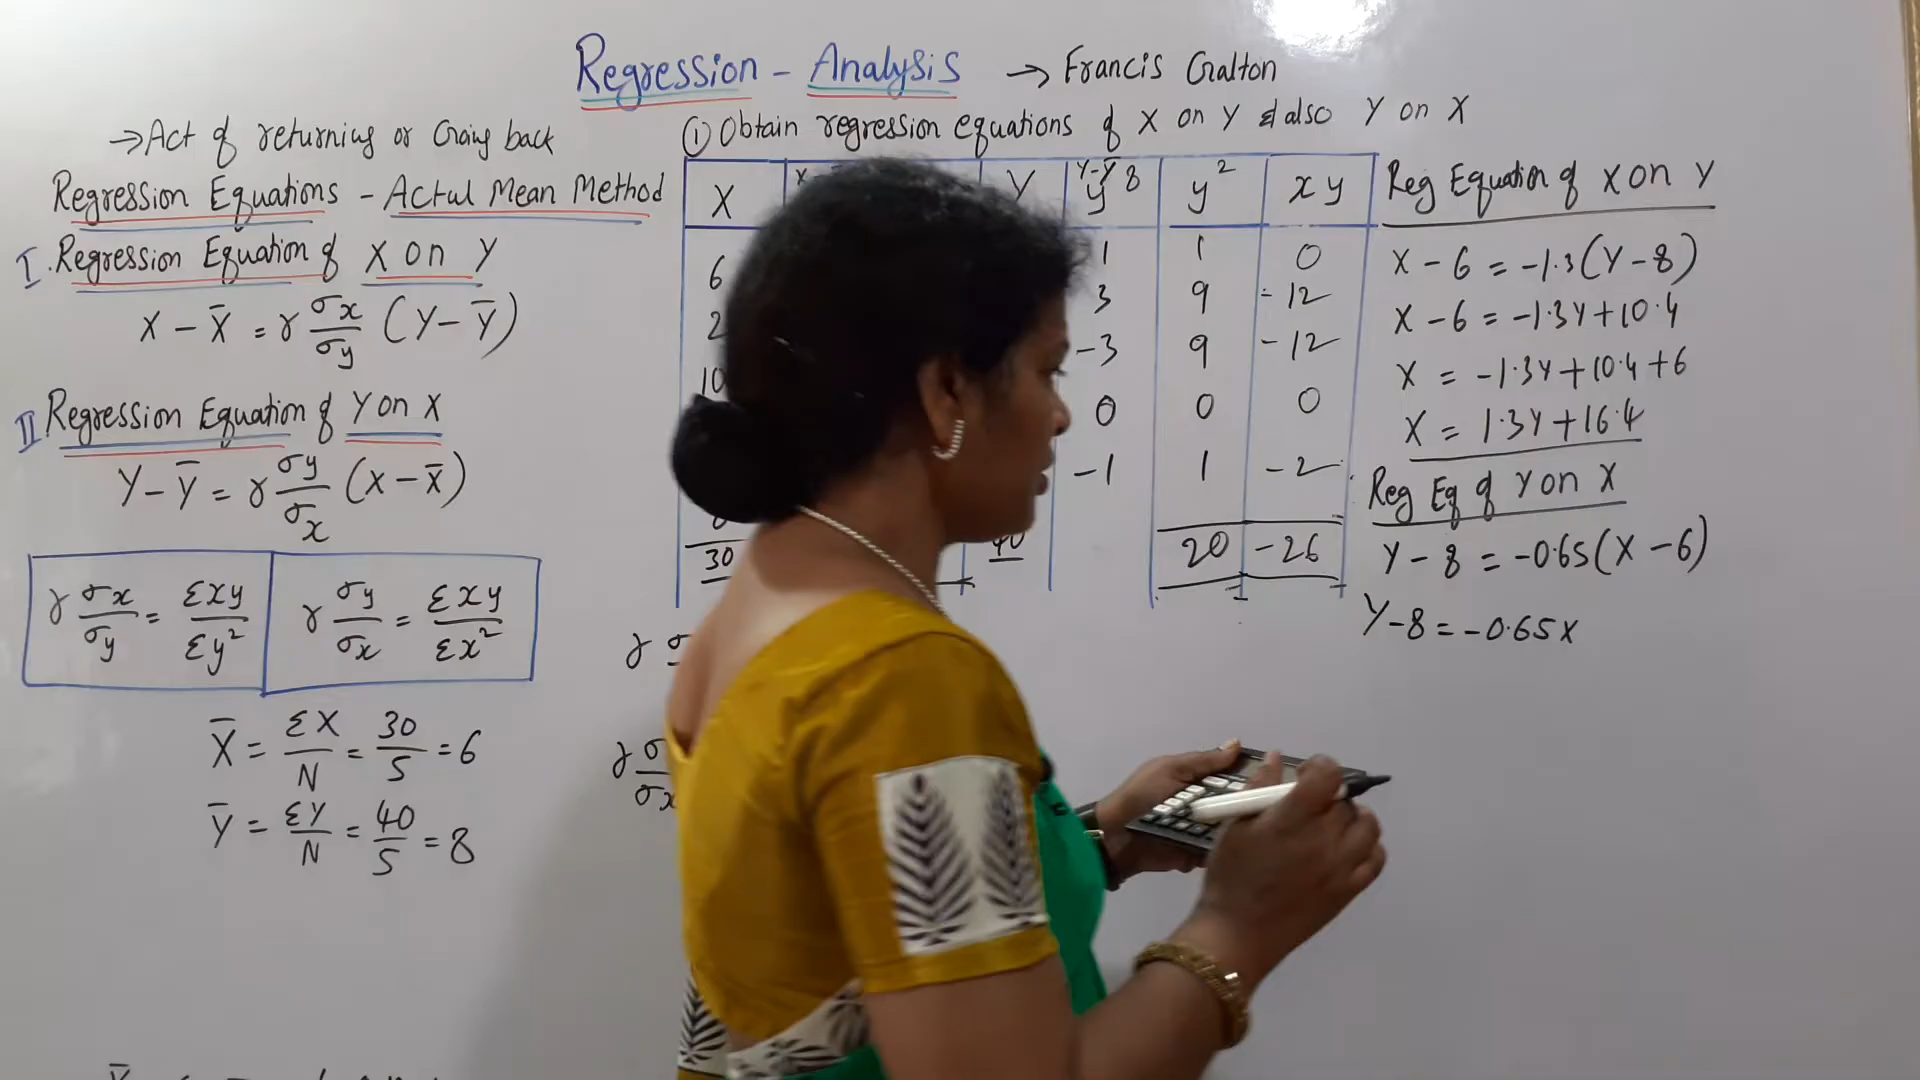 Regression - Analysis → Francis Galton
→ Act of returning or Going back
Regression Equations - Actul Mean Method
I. Regression Equation of X on Y
X - X̄ = r σx/σy (Y - Ȳ)
II Regression Equation of Y on X
Y - Ȳ = r σy/σx (X - X̄)
r σx/σy = Σxy/Σy²
r σy/σx = Σxy/Σx²
X̄ = ΣX/N = 30/5 = 6
Ȳ = ΣY/N = 40/5 = 8
① Obtain regression equations of X on Y & also Y on X
X Y Y-Ȳ 8 y y² xy
6 1 1 0
2 3 9 -12
10 -3 9 -12
0 0 0
-1 1 -2
30 40 20 -26
r σ
r σ/σx
Reg Equation of X on Y
X - 6 = -1.3(Y - 8)
X - 6 = -1.3Y + 10.4
X = -1.3Y + 10.4 + 6
X = 1.3Y + 16.4
Reg Eq of Y on X
Y - 8 = -0.65(X - 6)
Y - 8 = -0.65X